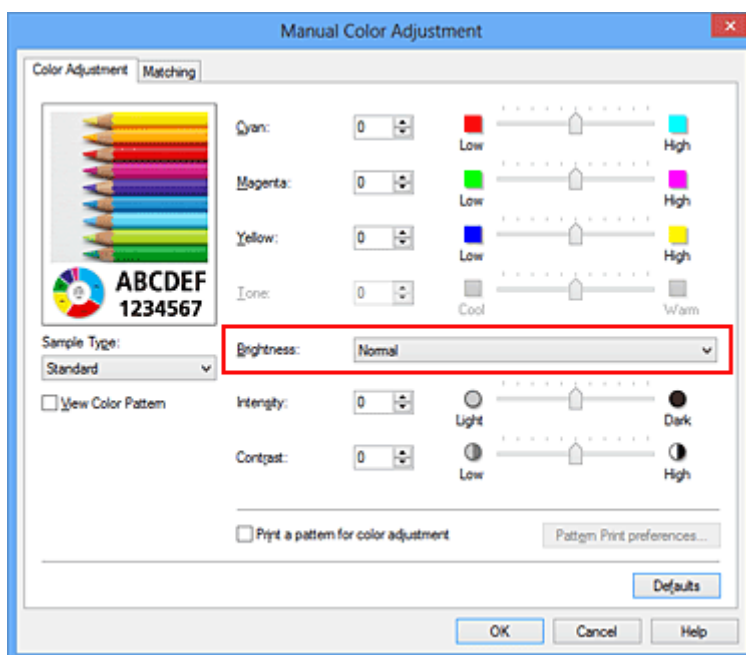 Manual Color Adjustment
Color Adjustment Matching
Cyan: 0 Low High
Magenta: 0 Low High
Yellow: 0 Low High
Tone: 0 Cool Warm
ABCDEF
1234567
Sample Type:
Standard
View Color Pattern
Brightness: Normal
Intensity: 0 Light Dark
Contrast: 0 Low High
Print a pattern for color adjustment Pattern Print preferences...
Defaults
OK Cancel Help